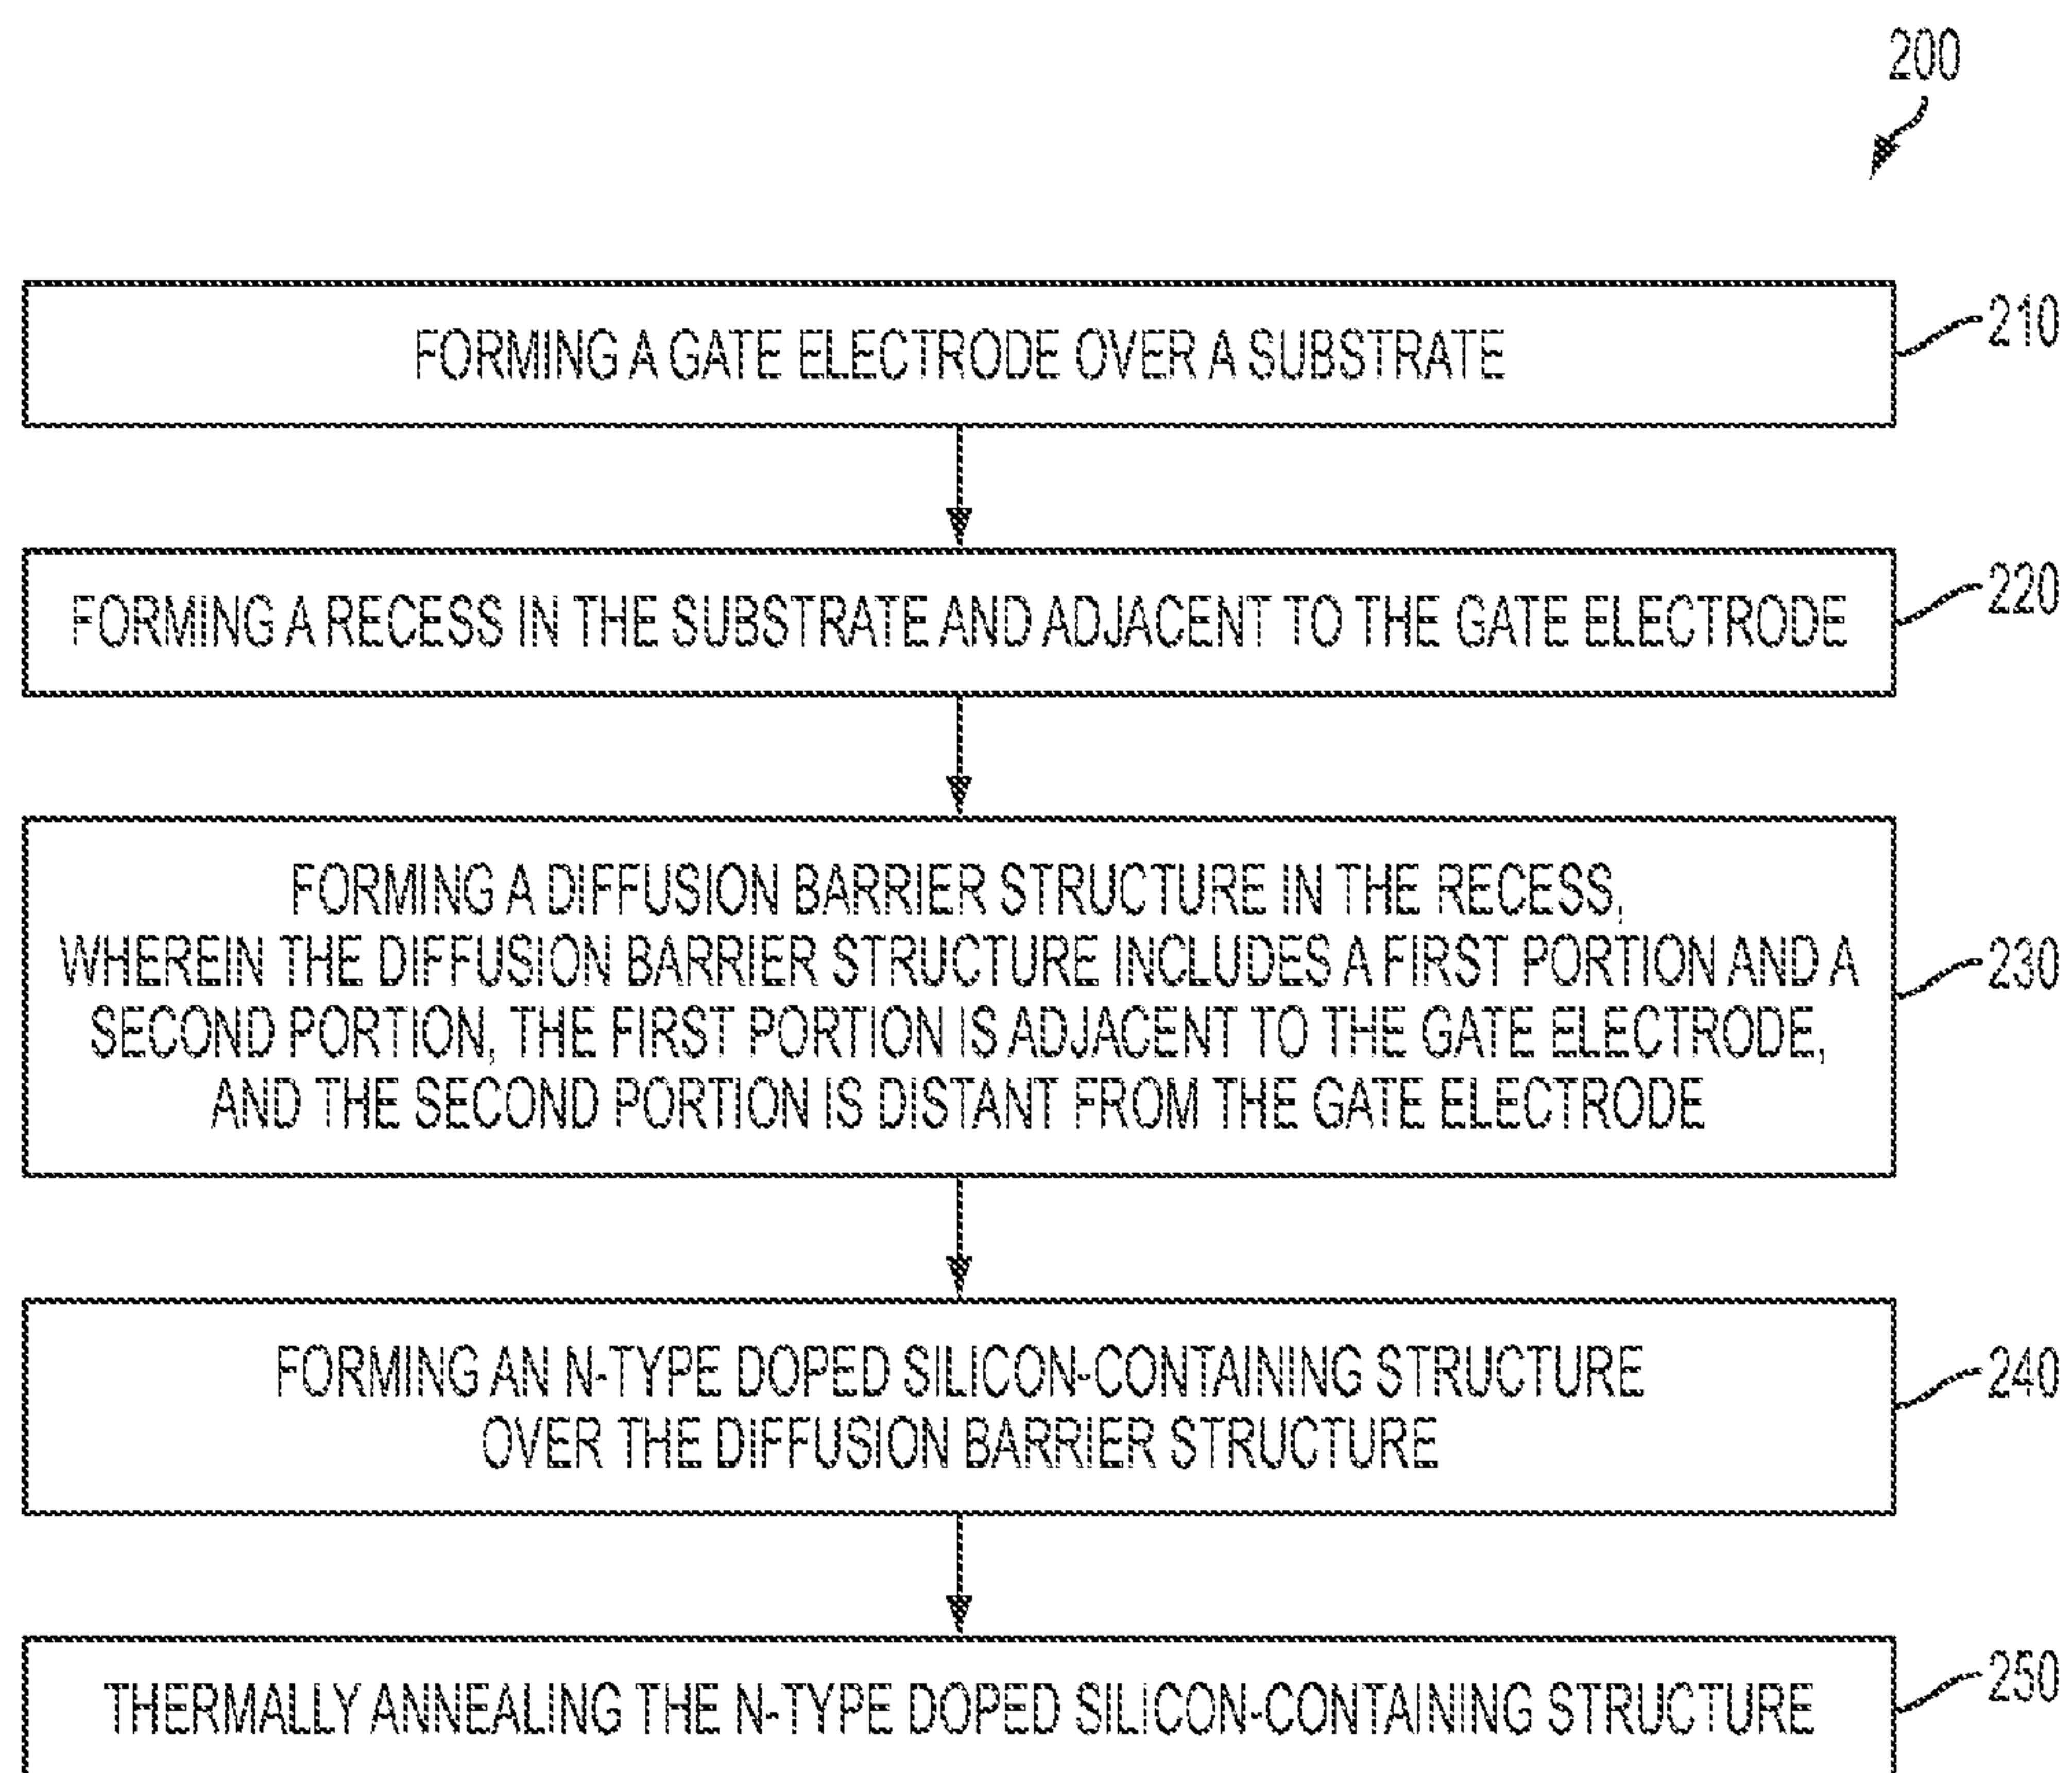 200
FORMING A GATE ELECTRODE OVER A SUBSTRATE
210
FORMING A RECESS IN THE SUBSTRATE AND ADJACENT TO THE GATE ELECTRODE
220
FORMING A DIFFUSION BARRIER STRUCTURE IN THE RECESS,
WHEREIN THE DIFFUSION BARRIER STRUCTURE INCLUDES A FIRST PORTION AND A
SECOND PORTION, THE FIRST PORTION IS ADJACENT TO THE GATE ELECTRODE,
AND THE SECOND PORTION IS DISTANT FROM THE GATE ELECTRODE
230
FORMING AN N-TYPE DOPED SILICON-CONTAINING STRUCTURE
OVER THE DIFFUSION BARRIER STRUCTURE
240
THERMALLY ANNEALING THE N-TYPE DOPED SILICON-CONTAINING STRUCTURE
250